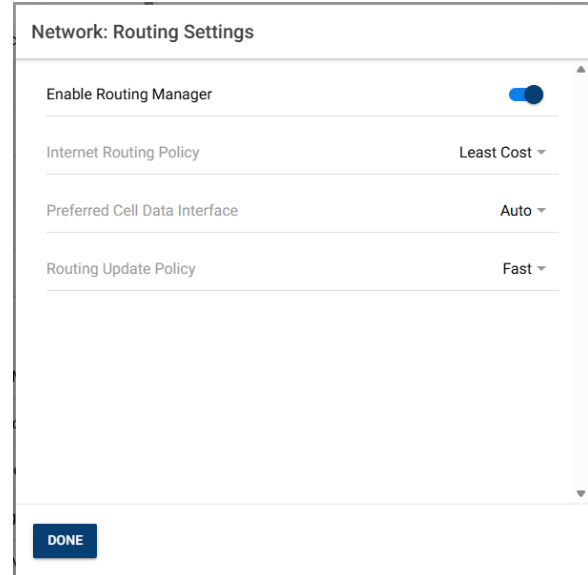 Network: Routing Settings
Enable Routing Manager
Internet Routing Policy Least Cost
Preferred Cell Data Interface Auto
Routing Update Policy Fast
DONE